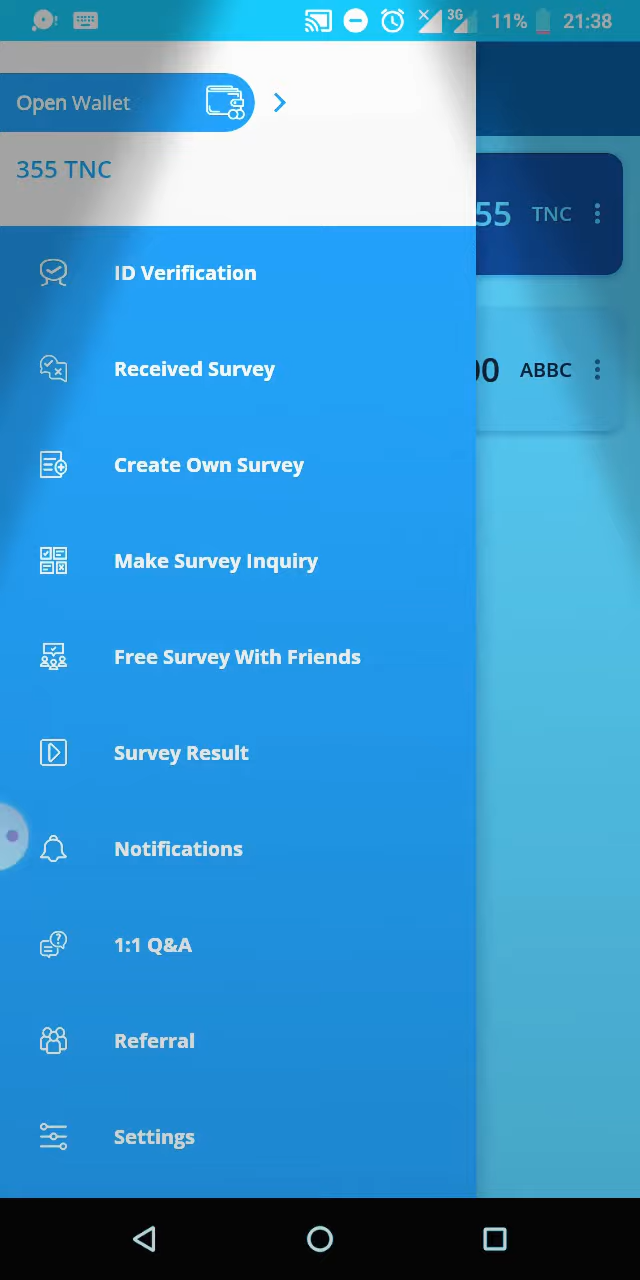 3G 11% 21:38
Open Wallet
355 TNC
55 TNC
ID Verification
Received Survey
00 ABBC
Create Own Survey
Make Survey Inquiry
Free Survey With Friends
Survey Result
Notifications
1:1 Q&A
Referral
Settings